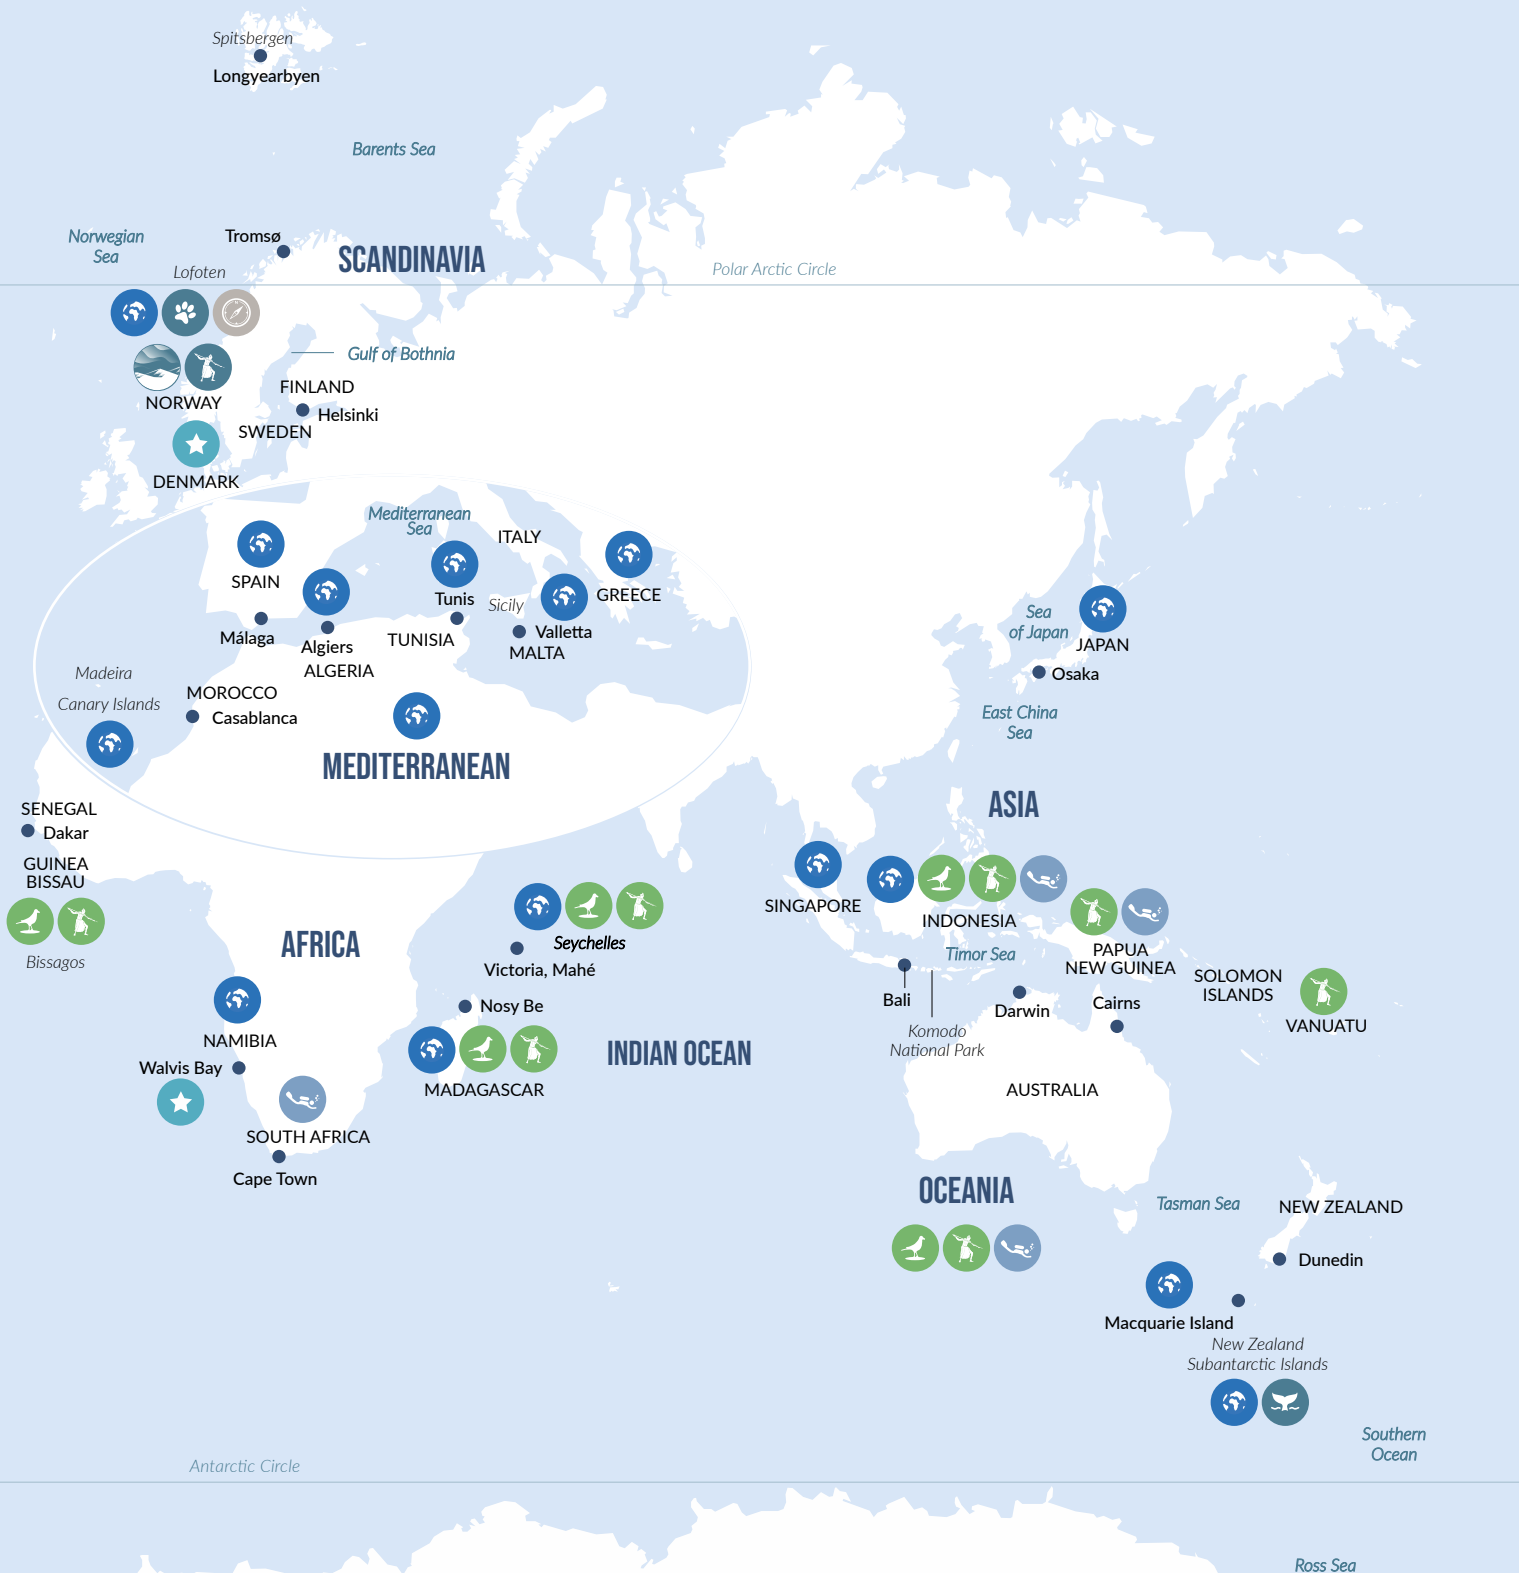 Spitsbergen
Longyearbyen
Barents Sea
Norwegian
Sea
Tromsø
SCANDINAVIA
Lofoten
Polar Arctic Circle
Gulf of Bothnia
FINLAND
NORWAY
Helsinki
SWEDEN
DENMARK
Mediterranean
Sea
ITALY
SPAIN
GREECE
Tunis
Sicily
Málaga
Algiers
TUNISIA
Valletta
MALTA
ALGERIA
Madeira
Canary Islands
MOROCCO
Casablanca
MEDITERRANEAN
Sea
of Japan
JAPAN
Osaka
East China
Sea
ASIA
SENEGAL
Dakar
GUINEA
BISSAU
Bissagos
AFRICA
Seychelles
Victoria, Mahé
SINGAPORE
INDONESIA
Timor Sea
PAPUA
NEW GUINEA
SOLOMON
ISLANDS
VANUATU
Bali
Komodo
National Park
Darwin
Cairns
Nosy Be
NAMIBIA
Walvis Bay
MADAGASCAR
INDIAN OCEAN
AUSTRALIA
SOUTH AFRICA
Cape Town
OCEANIA
Tasman Sea
NEW ZEALAND
Dunedin
Macquarie Island
New Zealand
Subantarctic Islands
Southern
Ocean
Antarctic Circle
Ross Sea